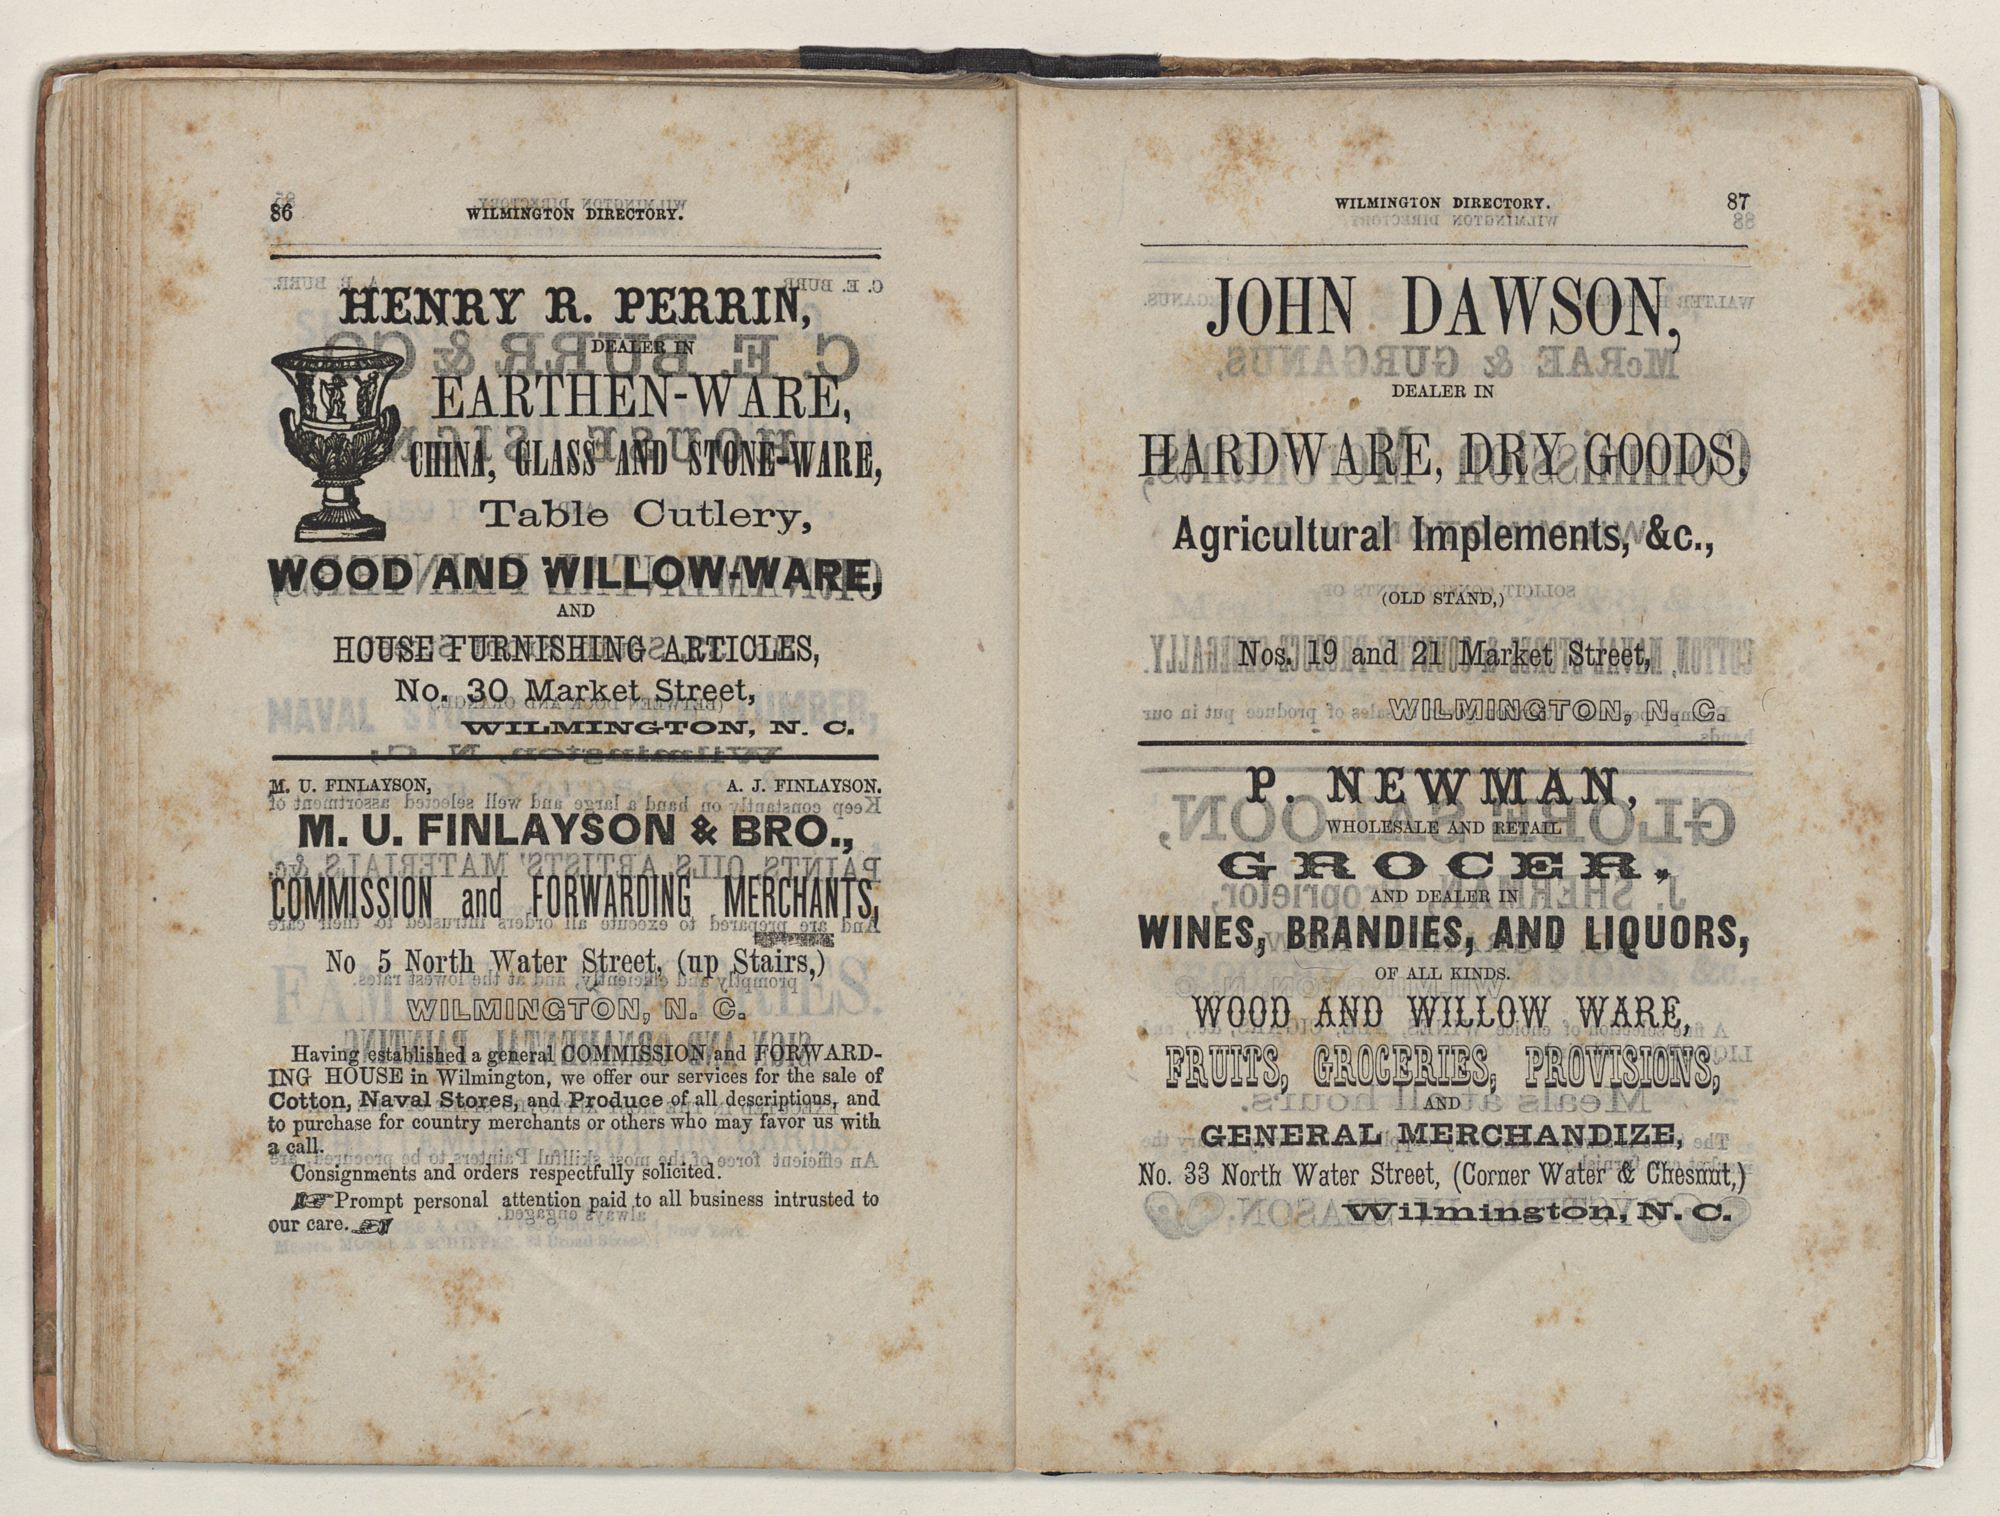 86 WILMINGTON DIRECTORY.
HENRY R. PERRIN,
DEALER IN
EARTHEN-WARE,
CHINA, GLASS AND STONE-WARE,
Table Cutlery,
WOOD AND WILLOW-WARE,
AND
HOUSE FURNISHING ARTICLES,
No. 30 Market Street,
WILMINGTON, N. C.
M. U. FINLAYSON, A. J. FINLAYSON.
M. U. FINLAYSON & BRO.,
COMMISSION and FORWARDING MERCHANTS,
No 5 North Water Street, (up Stairs,)
WILMINGTON, N. C.
Having established a general COMMISSION and FORWARD-
ING HOUSE in Wilmington, we offer our services for the sale of
Cotton, Naval Stores, and Produce of all descriptions, and
to purchase for country merchants or others who may favor us with
a call.
Consignments and orders respectfully solicited.
☞ Prompt personal attention paid to all business intrusted to
our care. ☜
WILMINGTON DIRECTORY. 87
JOHN DAWSON,
DEALER IN
HARDWARE, DRY GOODS,
Agricultural Implements, &c.,
(OLD STAND,)
Nos. 19 and 21 Market Street,
WILMINGTON, N. C.
P. NEWMAN,
WHOLESALE AND RETAIL
GROCER,
AND DEALER IN
WINES, BRANDIES, AND LIQUORS,
OF ALL KINDS.
WOOD AND WILLOW WARE,
FRUITS, GROCERIES, PROVISIONS,
AND
GENERAL MERCHANDIZE,
No. 33 North Water Street, (Corner Water & Chesnut,)
Wilmington, N. C.